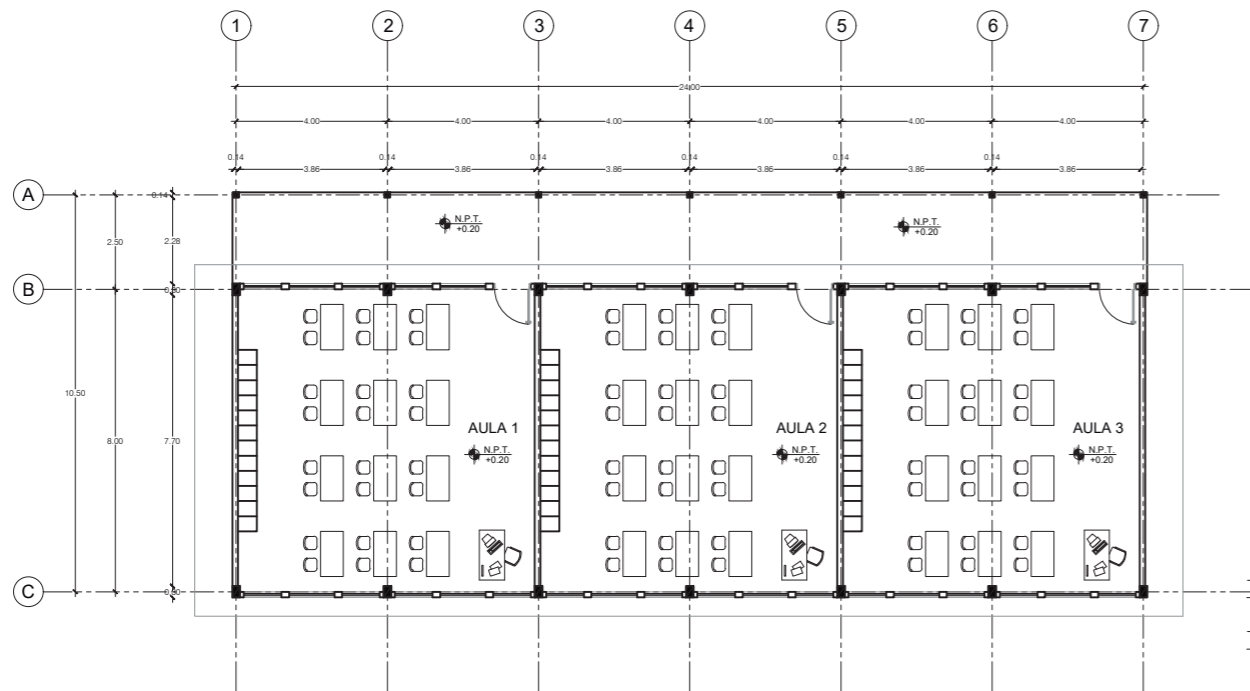 1 2 3 4 5 6 7
24.00
4.00 4.00 4.00 4.00 4.00 4.00
0.14 0.14 0.14 0.14 0.14 0.14
3.86 3.86 3.86 3.86 3.86 3.86
A
0.14
N.P.T.
+0.20
N.P.T.
+0.20
2.50
2.28
B
10.50
8.00
7.70
AULA 1
N.P.T.
+0.20
AULA 2
N.P.T.
+0.20
AULA 3
N.P.T.
+0.20
C